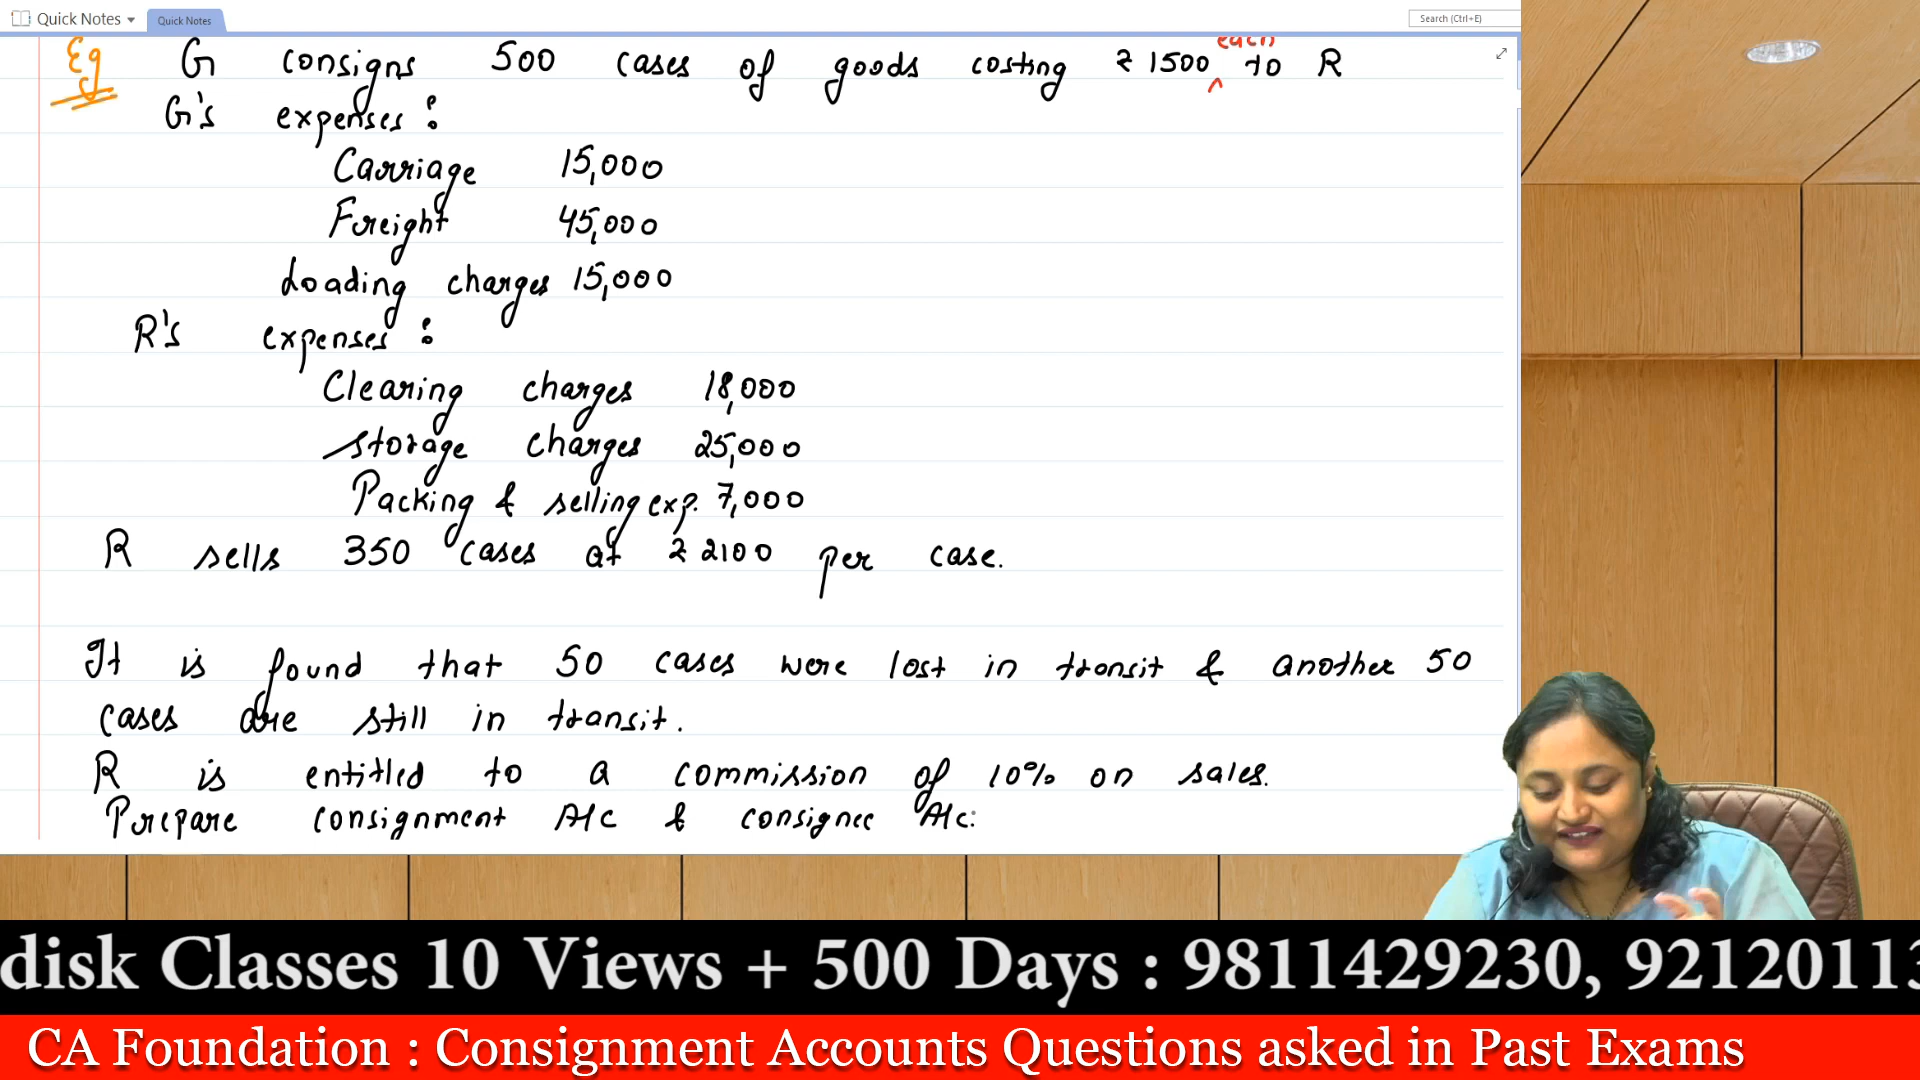 Quick Notes
Quick Notes
Search (Ctrl+E)
Eg G consigns 500 cases of goods costing ₹ 1500 each to R
G's expenses :
Carriage 15,000
Freight 45,000
Loading charges 15,000
R's expenses :
Clearing charges 18,000
Storage charges 25,000
Packing & selling exp. 7,000
R sells 350 cases at ₹ 2100 per case.
It is found that 50 cases were lost in transit & another 50
cases are still in transit.
R is entitled to a commission of 10% on sales.
Prepare consignment A/c & consignee A/c.
disk Classes 10 Views + 500 Days : 9811429230, 92120113
CA Foundation : Consignment Accounts Questions asked in Past Exams